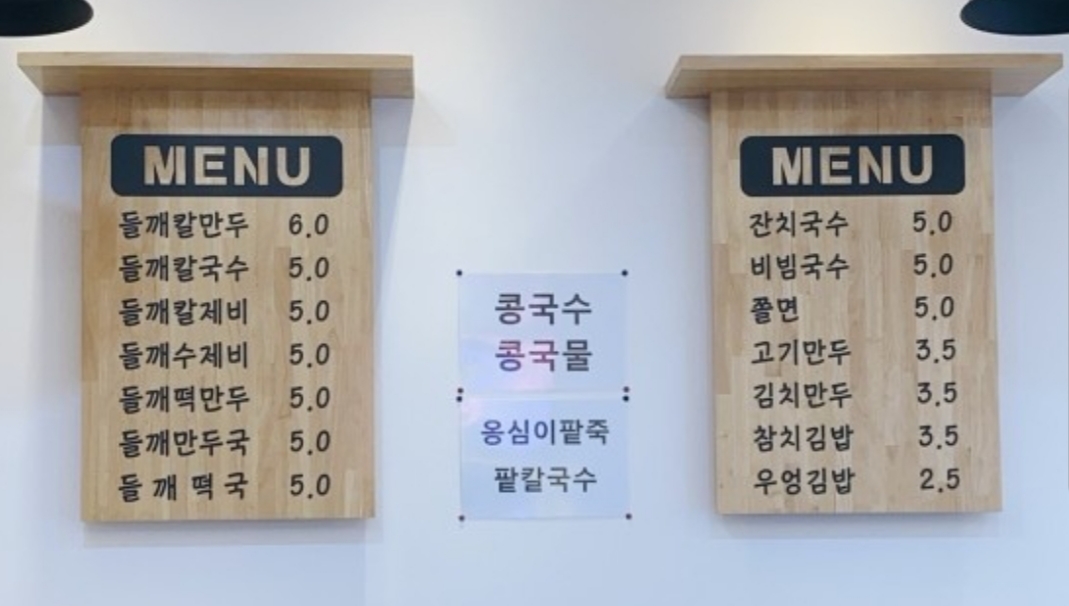 MENU
들깨칼만두 6.0
들깨칼국수 5.0
들깨칼제비 5.0
들깨수제비 5.0
들깨떡만두 5.0
들깨만두국 5.0
들깨떡국 5.0
콩국수
콩국물
옹심이팥죽
팥칼국수
MENU
잔치국수 5.0
비빔국수 5.0
쫄면 5.0
고기만두 3.5
김치만두 3.5
참치김밥 3.5
우엉김밥 2.5